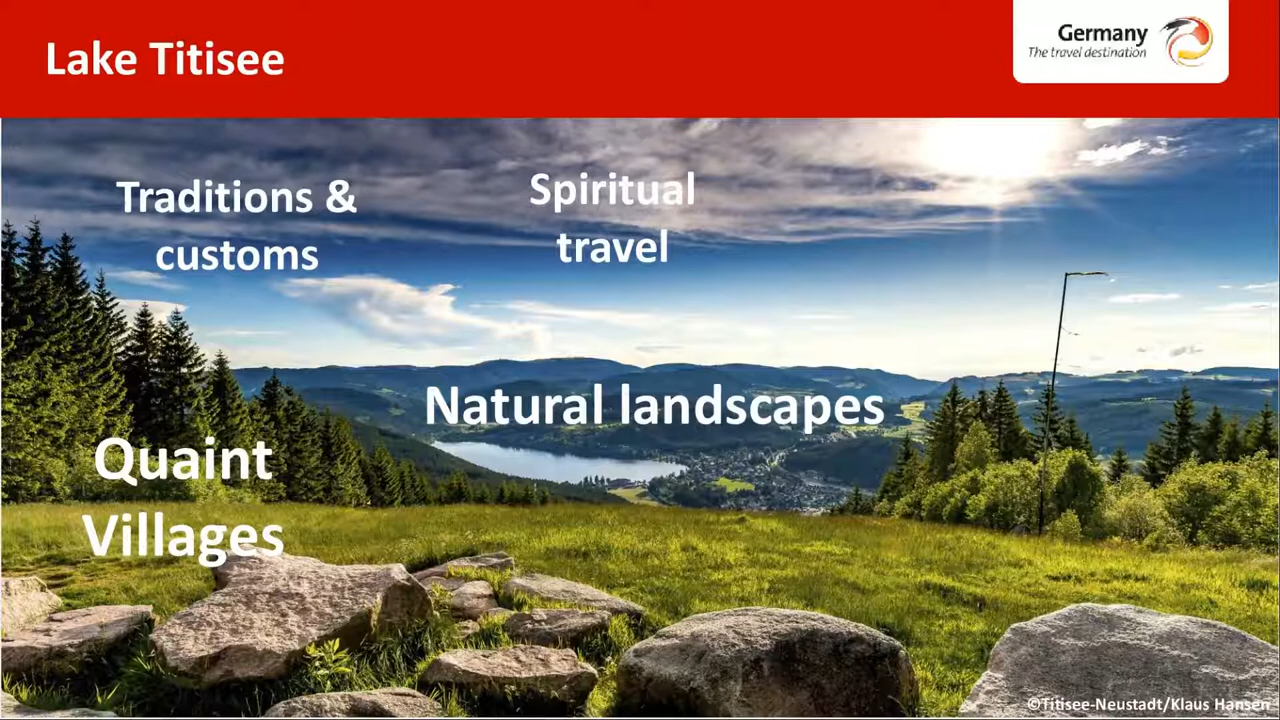 Lake Titisee
Germany
The travel destination
Traditions &
customs
Spiritual
travel
Natural landscapes
Quaint
Villages
©Titisee-Neustadt/Klaus Hansen